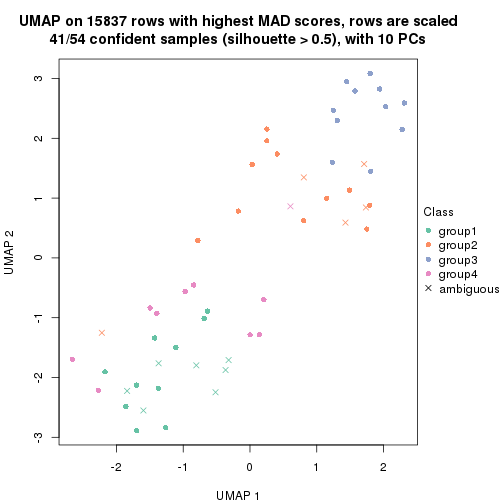 UMAP on 15837 rows with highest MAD scores, rows are scaled
41/54 confident samples (silhouette > 0.5), with 10 PCs
3
2
1
0
-1
-2
-3
UMAP 2
-2
-1
0
1
2
UMAP 1
Class
group1
group2
group3
group4
ambiguous